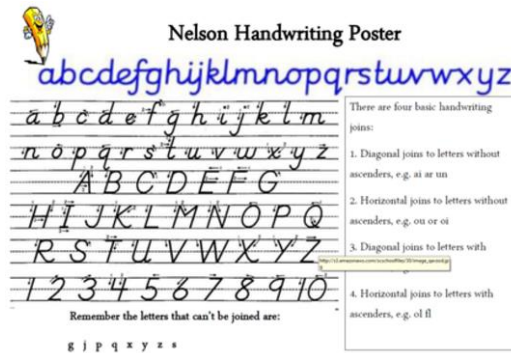 Nelson Handwriting Poster
abcdefghijklmnopqrstuvwxyz
a b c d e f g h i j k l m
n o p q r s t u v w x y z
A B C D E F G
H I J K L M N O P Q
R S T U V W X Y Z
1 2 3 4 5 6 7 8 9 10
Remember the letters that can't be joined are:
g j p q x y z s
There are four basic handwriting
joins:
1. Diagonal joins to letters without
ascenders, e.g. ai ar un
2. Horizontal joins to letters without
ascenders, e.g. ou or oi
3. Diagonal joins to letters with
4. Horizontal joins to letters with
ascenders, e.g. ol fl